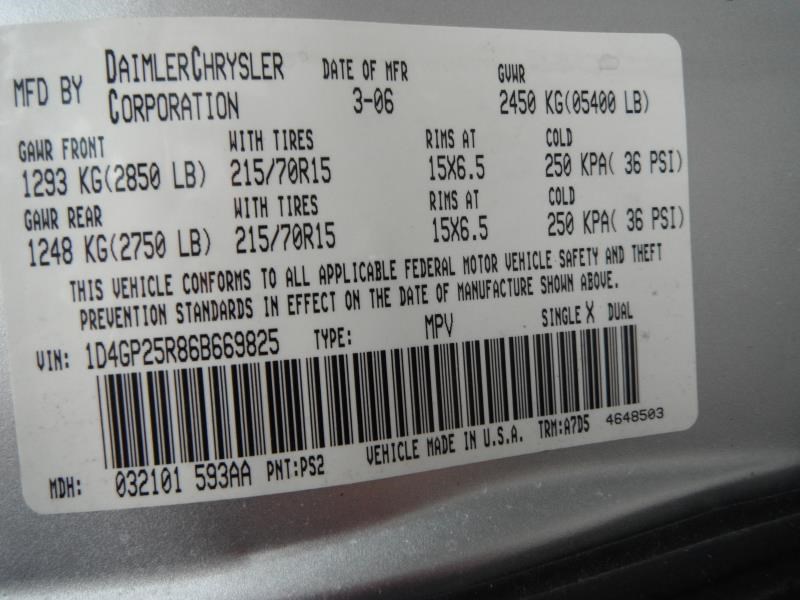 MFD BY DAIMLERCHRYSLER CORPORATION DATE OF MFR 3-06 GVWR 2450 KG(05400 LB)
GAWR FRONT WITH TIRES RIMS AT COLD
1293 KG(2850 LB) 215/70R15 15X6.5 250 KPA( 36 PSI)
GAWR REAR WITH TIRES RIMS AT COLD
1248 KG(2750 LB) 215/70R15 15X6.5 250 KPA( 36 PSI)
THIS VEHICLE CONFORMS TO ALL APPLICABLE FEDERAL MOTOR VEHICLE SAFETY AND THEFT
PREVENTION STANDARDS IN EFFECT ON THE DATE OF MANUFACTURE SHOWN ABOVE.
VIN: 1D4GP25R86B669825 TYPE: MPV SINGLE X DUAL
MDH: 032101 593AA PNT:PS2 VEHICLE MADE IN U.S.A. TRM:A7D5 4648503